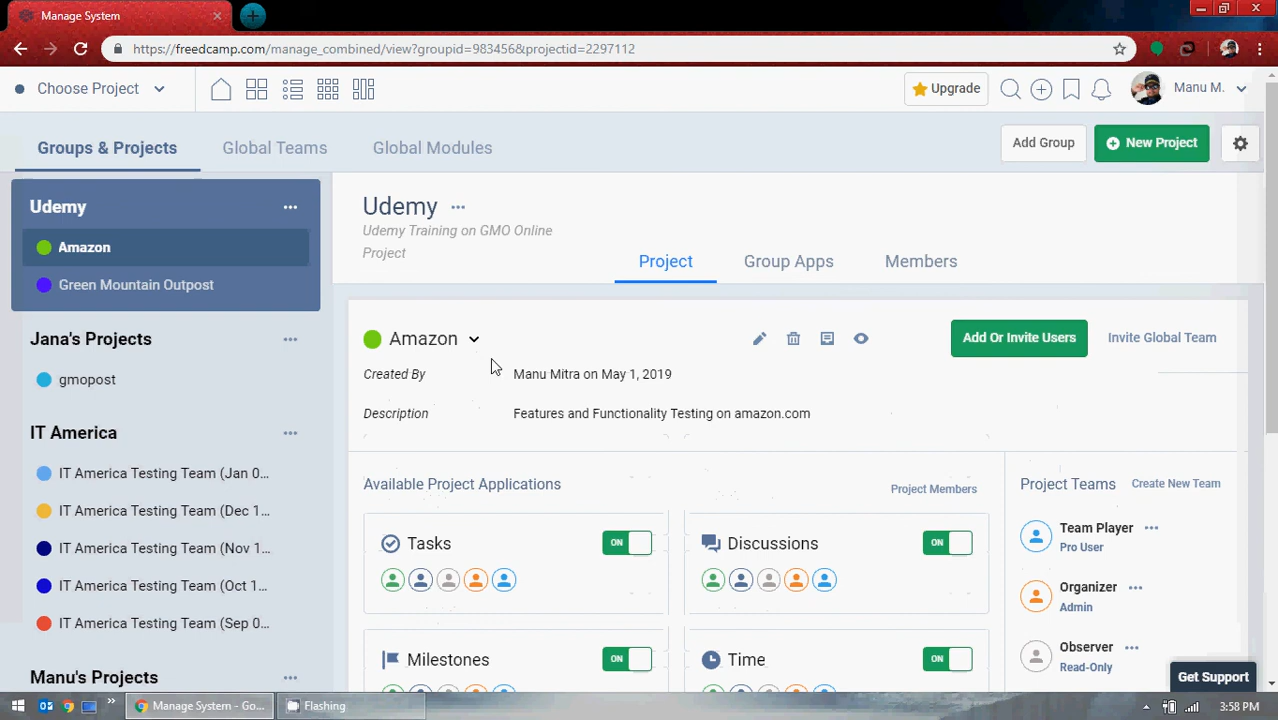 Manage System
https://freedcamp.com/manage_combined/view?groupid=983456&projectid=2297112
Choose Project
Upgrade
Manu M.
Groups & Projects
Global Teams
Global Modules
Add Group
New Project
Udemy
Amazon
Green Mountain Outpost
Jana's Projects
gmopost
IT America
IT America Testing Team (Jan 0...
IT America Testing Team (Dec 1...
IT America Testing Team (Nov 1...
IT America Testing Team (Oct 1...
IT America Testing Team (Sep 0...
Manu's Projects
Udemy
Udemy Training on GMO Online
Project
Project
Group Apps
Members
Amazon
Add Or Invite Users
Invite Global Team
Created By
Manu Mitra on May 1, 2019
Description
Features and Functionality Testing on amazon.com
Available Project Applications
Project Members
Tasks
ON
Discussions
ON
Milestones
ON
Time
ON
Project Teams
Create New Team
Team Player
Pro User
Organizer
Admin
Observer
Read-Only
Get Support
Manage System - Go...
Flashing
3:58 PM